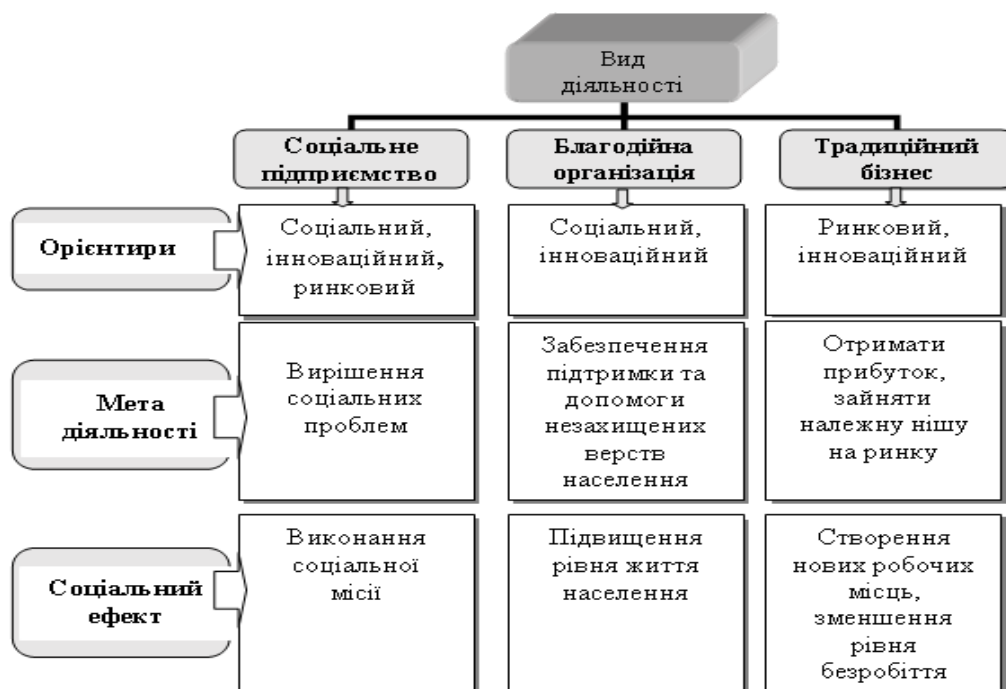 Вид
діяльності
Соціальне
підприємство
Благодійна
організація
Традиційний
бізнес
Орієнтири
Соціальний,
інноваційний,
ринковий
Соціальний,
інноваційний
Ринковий,
інноваційний
Мета
діяльності
Вирішення
соціальних
проблем
Забезпечення
підтримки та
допомоги
незахищених
верств
населення
Отримати
прибуток,
зайняти
належну нішу
на ринку
Соціальний
ефект
Виконання
соціальної
місії
Підвищення
рівня життя
населення
Створення
нових робочих
місць,
зменшення
рівня
безробіття